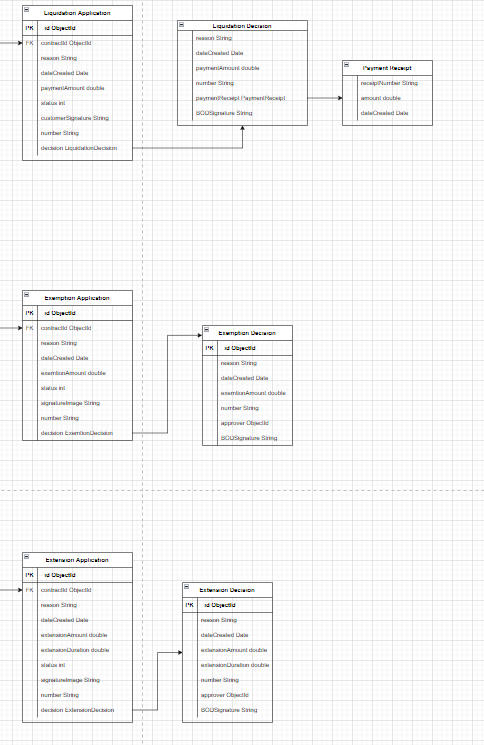 Liquidation Application
PK id ObjectId
FK contractId ObjectId
reason String
dateCreated Date
paymentAmount double
status int
customerSignature String
number String
decision LiquidationDecision
Liquidation Decision
reason String
dateCreated Date
paymentAmount double
number String
paymentReceipt PaymentReceipt
BODSignature String
Payment Receipt
receiptNumber String
amount double
dateCreated Date
Exemption Application
PK id ObjectId
FK contractId ObjectId
reason String
dateCreated Date
exemtionAmount double
status int
signatureImage String
number String
decision ExemtionDecision
Exemption Decision
PK id ObjectId
reason String
dateCreated Date
exemtionAmount double
number String
approver ObjectId
BODSignature String
Extension Application
PK id ObjectId
FK contractId ObjectId
reason String
dateCreated Date
extensionAmount double
extensionDuration double
status int
signatureImage String
number String
decision ExtensionDecision
Extension Decision
PK id ObjectId
reason String
dateCreated Date
extensionAmount double
extensionDuration double
number String
approver ObjectId
BODSignature String